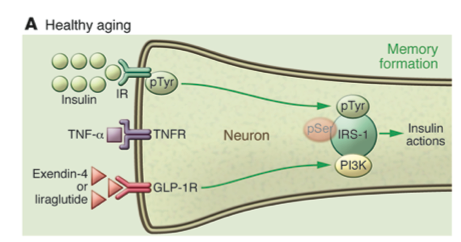 A Healthy aging
Memory
formation
Insulin
IR
pTyr
TNF-α
TNFR
Exendin-4
or
liraglutide
GLP-1R
Neuron
pTyr
pSer
IRS-1
PI3K
Insulin
actions